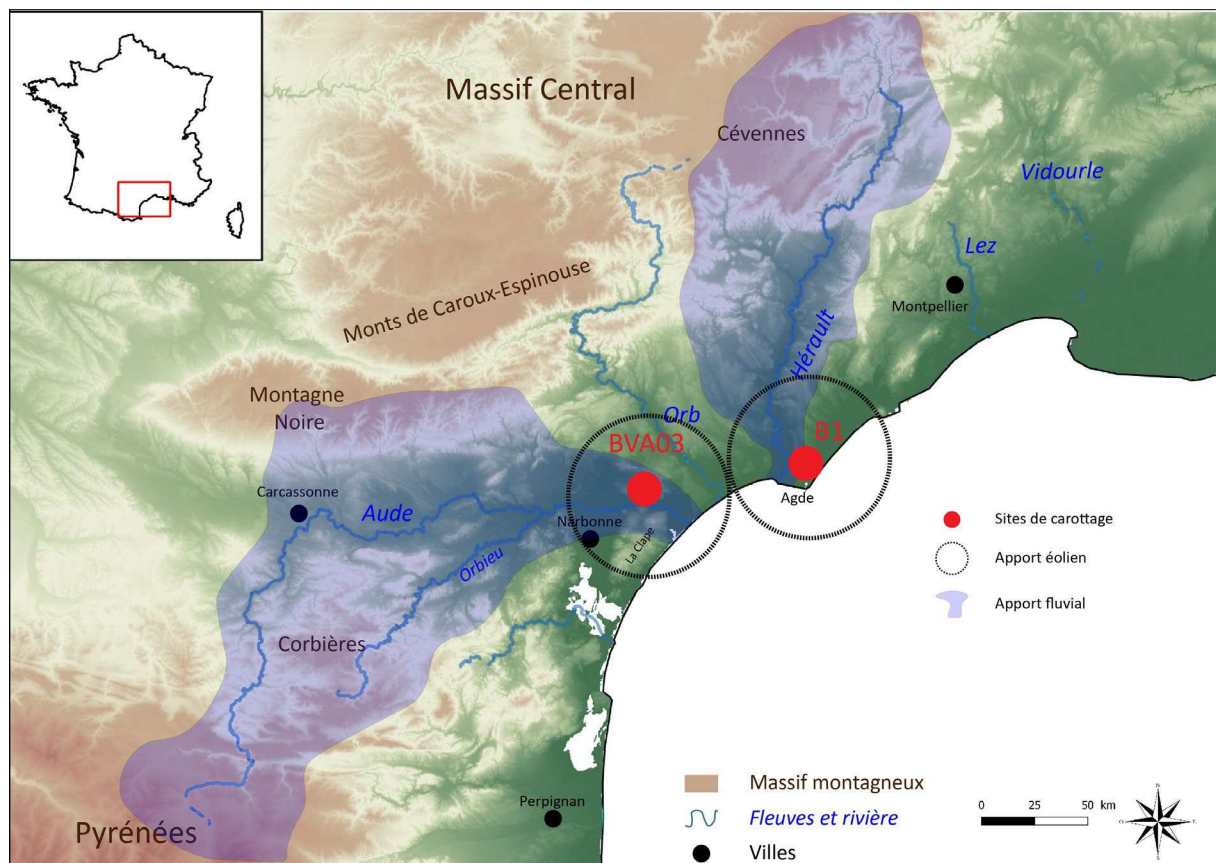 Massif Central
Cévennes
Vidourle
Lez
Montpellier
Monts de Caroux-Espinouse
Hérault
Montagne
Noire
Orb
BVA03
B1
Carcassonne
Aude
Agde
Narbonne
La Clape
Orbieu
Corbières
Sites de carottage
Apport éolien
Apport fluvial
Perpignan
Pyrénées
Massif montagneux
Fleuves et rivière
Villes
0 25 50 km
N
O
E
S